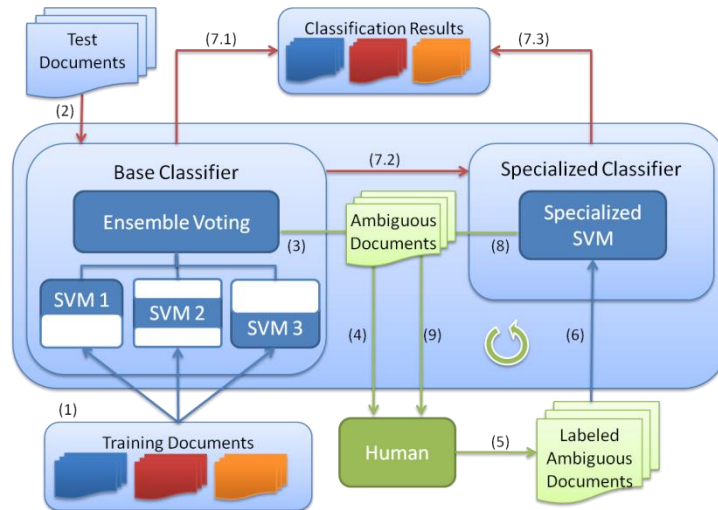 Test
Documents
(7.1)
Classification Results
(7.3)
(2)
Base Classifier
(7.2)
Specialized Classifier
Ensemble Voting
(3)
Ambiguous
Documents
(8)
Specialized
SVM
SVM 1
SVM 2
SVM 3
(4)
(9)
(6)
(1)
Training Documents
Human
(5)
Labeled
Ambiguous
Documents